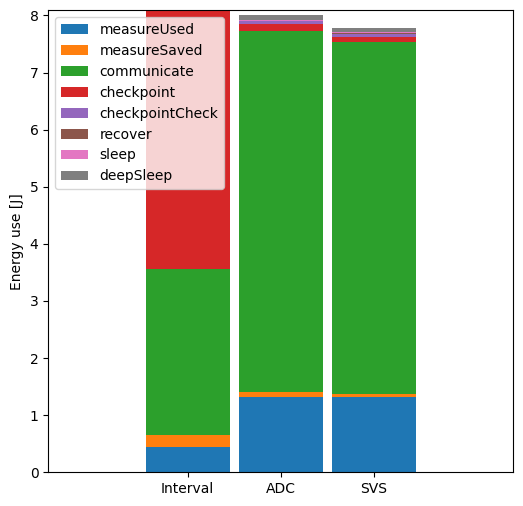 8
7
6
5
4
3
2
1
0
Energy use [J]
measureUsed
measureSaved
communicate
checkpoint
checkpointCheck
recover
sleep
deepSleep
Interval
ADC
SVS